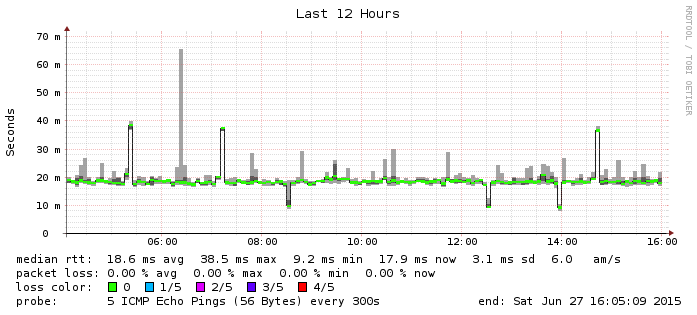 Last 12 Hours
RRDTOOL / TOBI OETIKER
Seconds
70 m
60 m
50 m
40 m
30 m
20 m
10 m
0
06:00 08:00 10:00 12:00 14:00 16:00
median rtt: 18.6 ms avg 38.5 ms max 9.2 ms min 17.9 ms now 3.1 ms sd 6.0 am/s
packet loss: 0.00 % avg 0.00 % max 0.00 % min 0.00 % now
loss color: 0 1/5 2/5 3/5 4/5
probe: 5 ICMP Echo Pings (56 Bytes) every 300s end: Sat Jun 27 16:05:09 2015